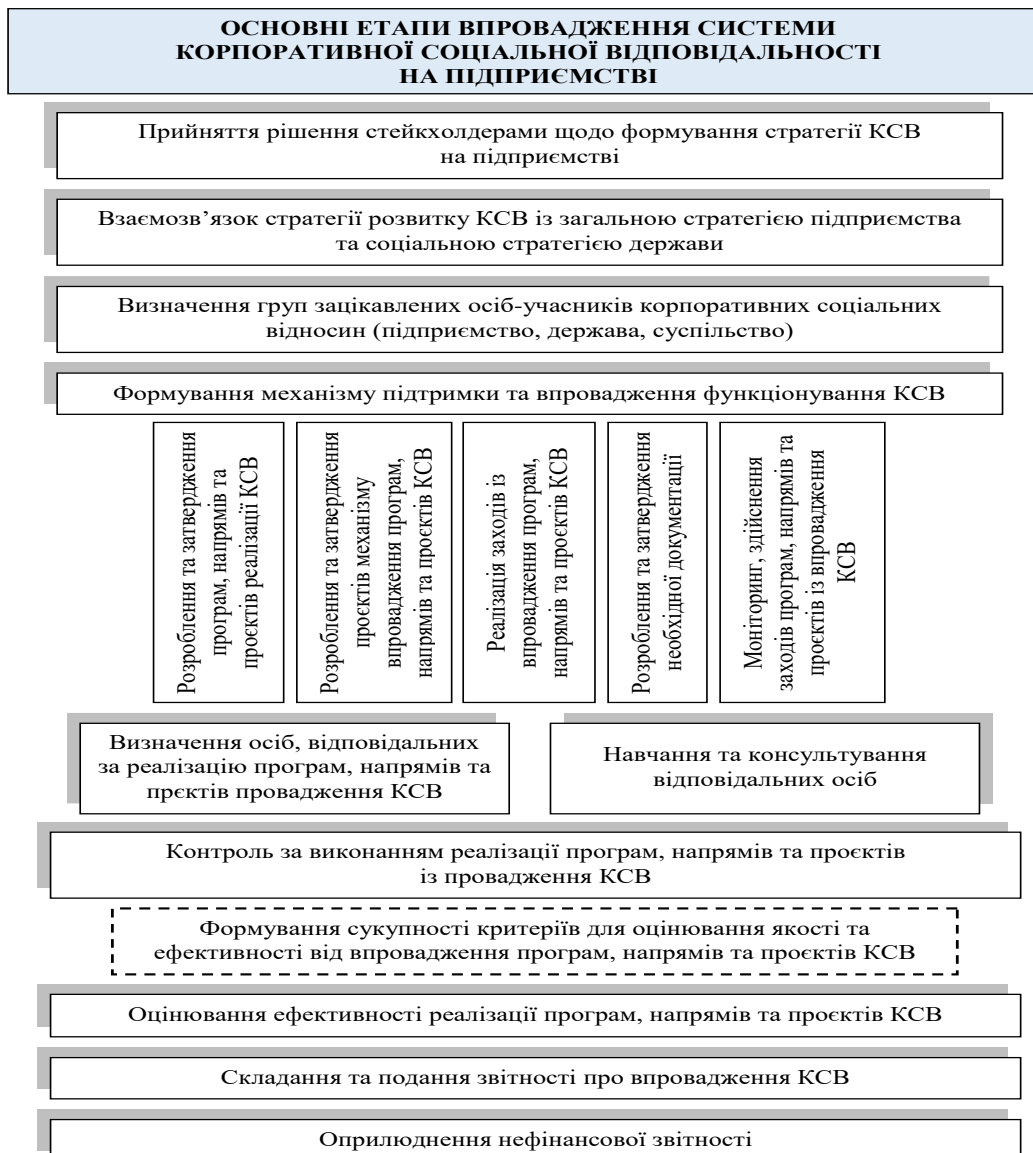 ОСНОВНІ ЕТАПИ ВПРОВАДЖЕННЯ СИСТЕМИ
КОРПОРАТИВНОЇ СОЦІАЛЬНОЇ ВІДПОВІДАЛЬНОСТІ
НА ПІДПРИЄМСТВІ
Прийняття рішення стейкхолдерами щодо формування стратегії КСВ
на підприємстві
Взаємозв’язок стратегії розвитку КСВ із загальною стратегією підприємства
та соціальною стратегією держави
Визначення груп зацікавлених осіб-учасників корпоративних соціальних
відносин (підприємство, держава, суспільство)
Формування механізму підтримки та впровадження функціонування КСВ
Розроблення та затвердження
програм, напрямів та
проєктів реалізації КСВ
Розроблення та затвердження
проєктів механізму
впровадження програм,
напрямів та проєктів КСВ
Реалізація заходів із
впровадження програм,
напрямів та проєктів КСВ
Розроблення та затвердження
необхідної документації
Моніторинг, здійснення
заходів програм, напрямів та
проєктів із впровадження
КСВ
Визначення осіб, відповідальних
за реалізацію програм, напрямів та
прєктів провадження КСВ
Навчання та консультування
відповідальних осіб
Контроль за виконанням реалізації програм, напрямів та проєктів
із провадження КСВ
Формування сукупності критеріїв для оцінювання якості та
ефективності від впровадження програм, напрямів та проєктів КСВ
Оцінювання ефективності реалізації програм, напрямів та проєктів КСВ
Складання та подання звітності про впровадження КСВ
Оприлюднення нефінансової звітності